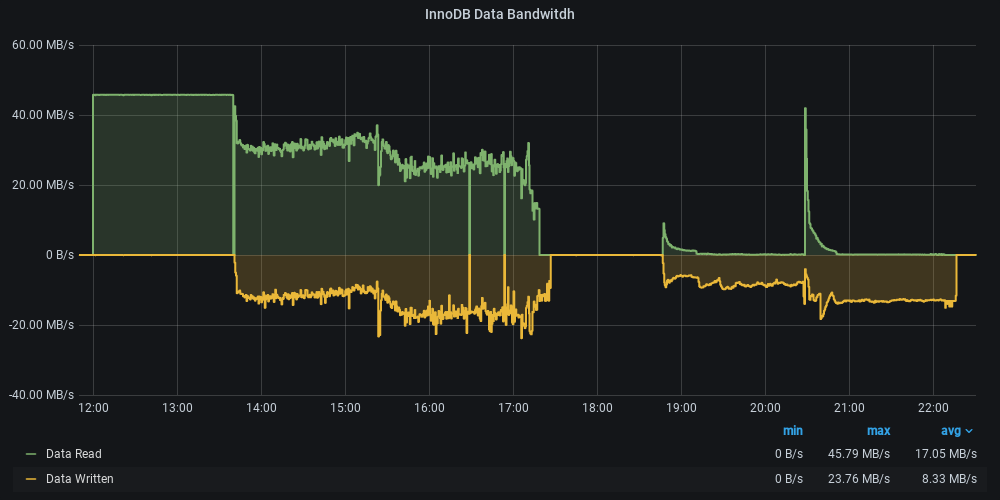 InnoDB Data Bandwitdh
60.00 MB/s
40.00 MB/s
20.00 MB/s
0 B/s
-20.00 MB/s
-40.00 MB/s
12:00 13:00 14:00 15:00 16:00 17:00 18:00 19:00 20:00 21:00 22:00
min max avg
Data Read 0 B/s 45.79 MB/s 17.05 MB/s
Data Written 0 B/s 23.76 MB/s 8.33 MB/s